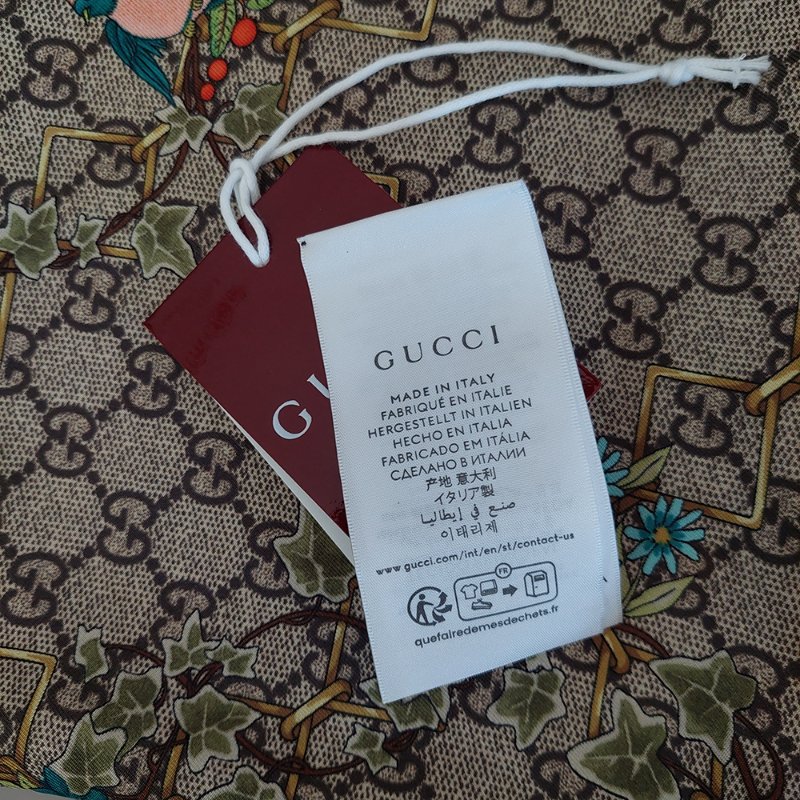 GUCCI
MADE IN ITALY
FABRIQUÉ EN ITALIE
HERGESTELLT IN ITALIEN
HECHO EN ITALIA
FABRICADO EM ITÁLIA
СДЕЛАНО В ИТАЛИИ
产地 意大利
イタリア製
صنع في إيطاليا
이태리제
www.gucci.com/int/en/st/contact-us
FR
quefairedemesdechets.fr
GU